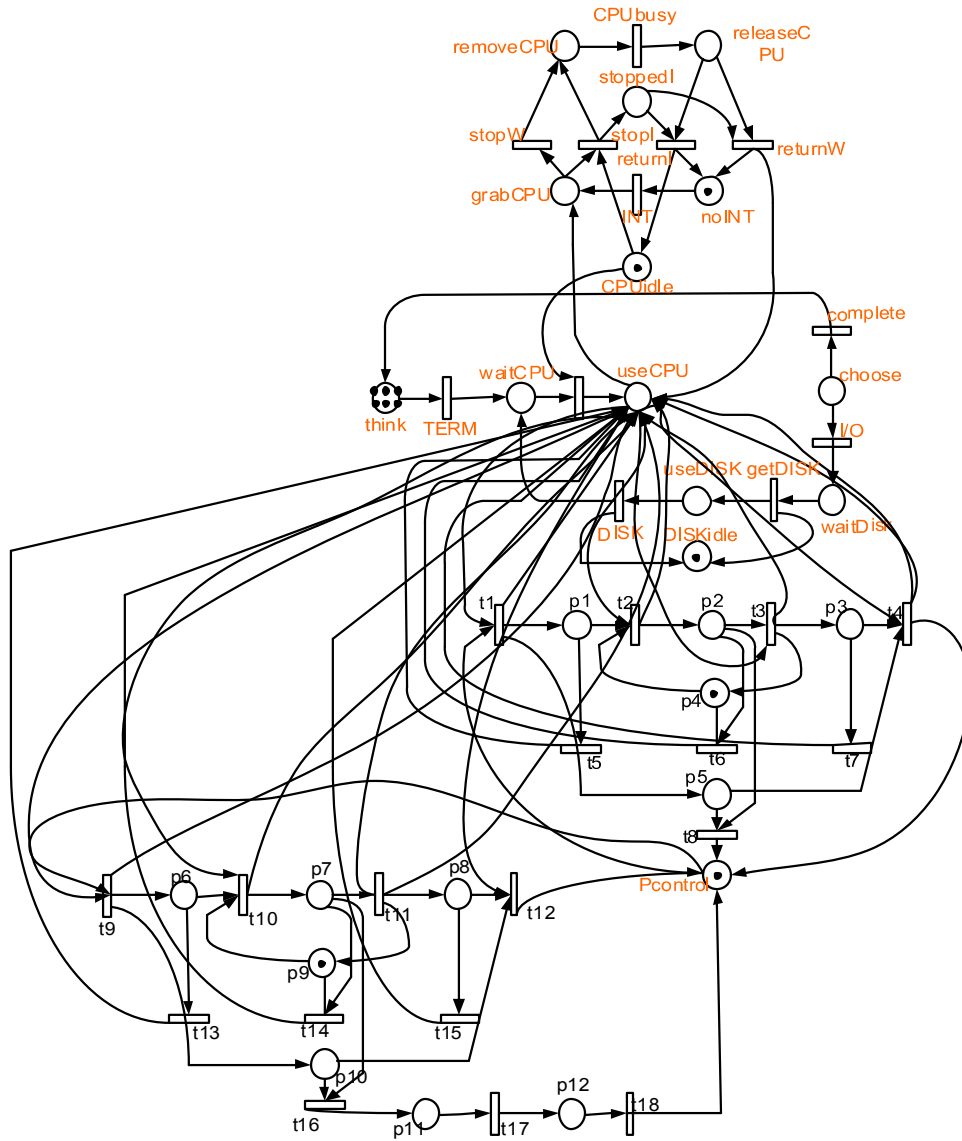 CPUbusy
removeCPU
releaseC
PU
stoppedI
stopW
stopI
returnI
returnW
grabCPU
INT
noINT
CPUidle
complete
waitCPU
useCPU
choose
think
TERM
I/O
useDISK
getDISK
DISK
DISKidle
waitDisk
t1
p1
t2
p2
t3
p3
t4
p4
t5
t6
t7
p5
t8
Pcontrol
t9
p6
t10
p7
t11
p8
t12
p9
t13
t14
t15
p10
t16
p11
t17
p12
t18